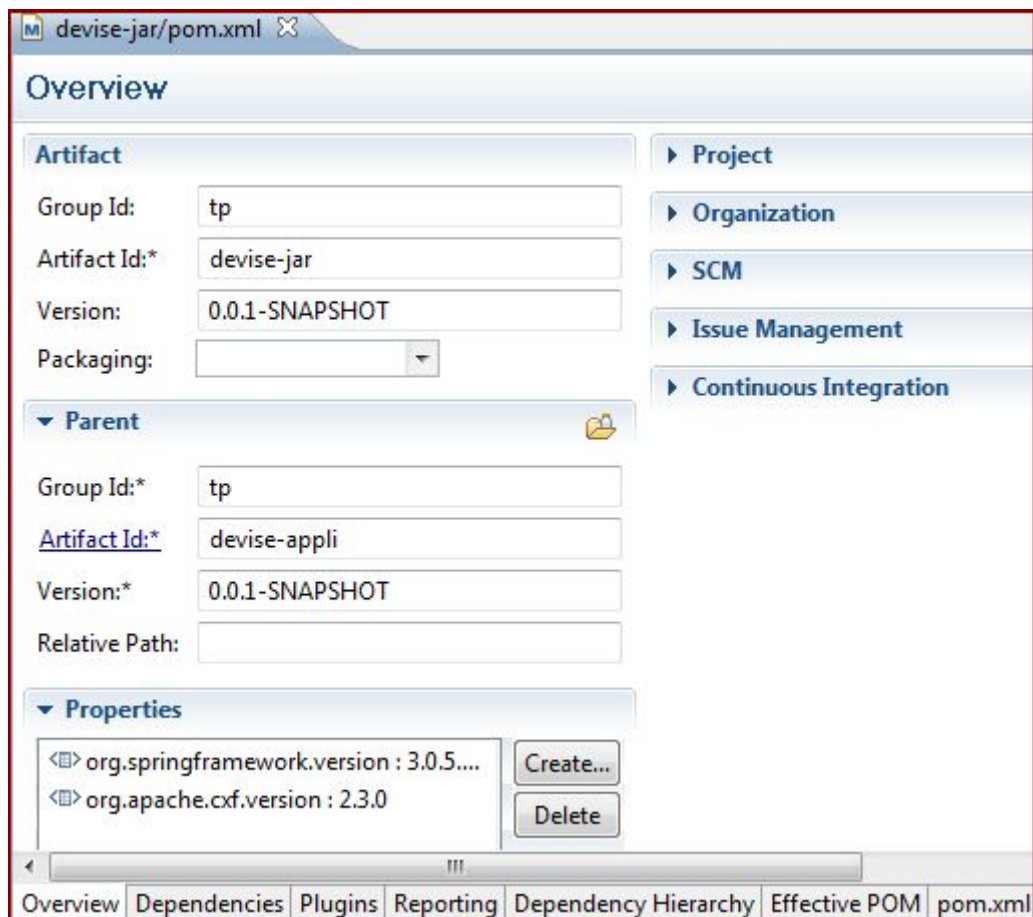 devise-jar/pom.xml
Overview
Artifact
Group Id: tp
Artifact Id:* devise-jar
Version: 0.0.1-SNAPSHOT
Packaging:
Parent
Group Id:* tp
Artifact Id:* devise-appli
Version:* 0.0.1-SNAPSHOT
Relative Path:
Properties
org.springframework.version : 3.0.5....
org.apache.cxf.version : 2.3.0
Create...
Delete
Project
Organization
SCM
Issue Management
Continuous Integration
Overview Dependencies Plugins Reporting Dependency Hierarchy Effective POM pom.xml